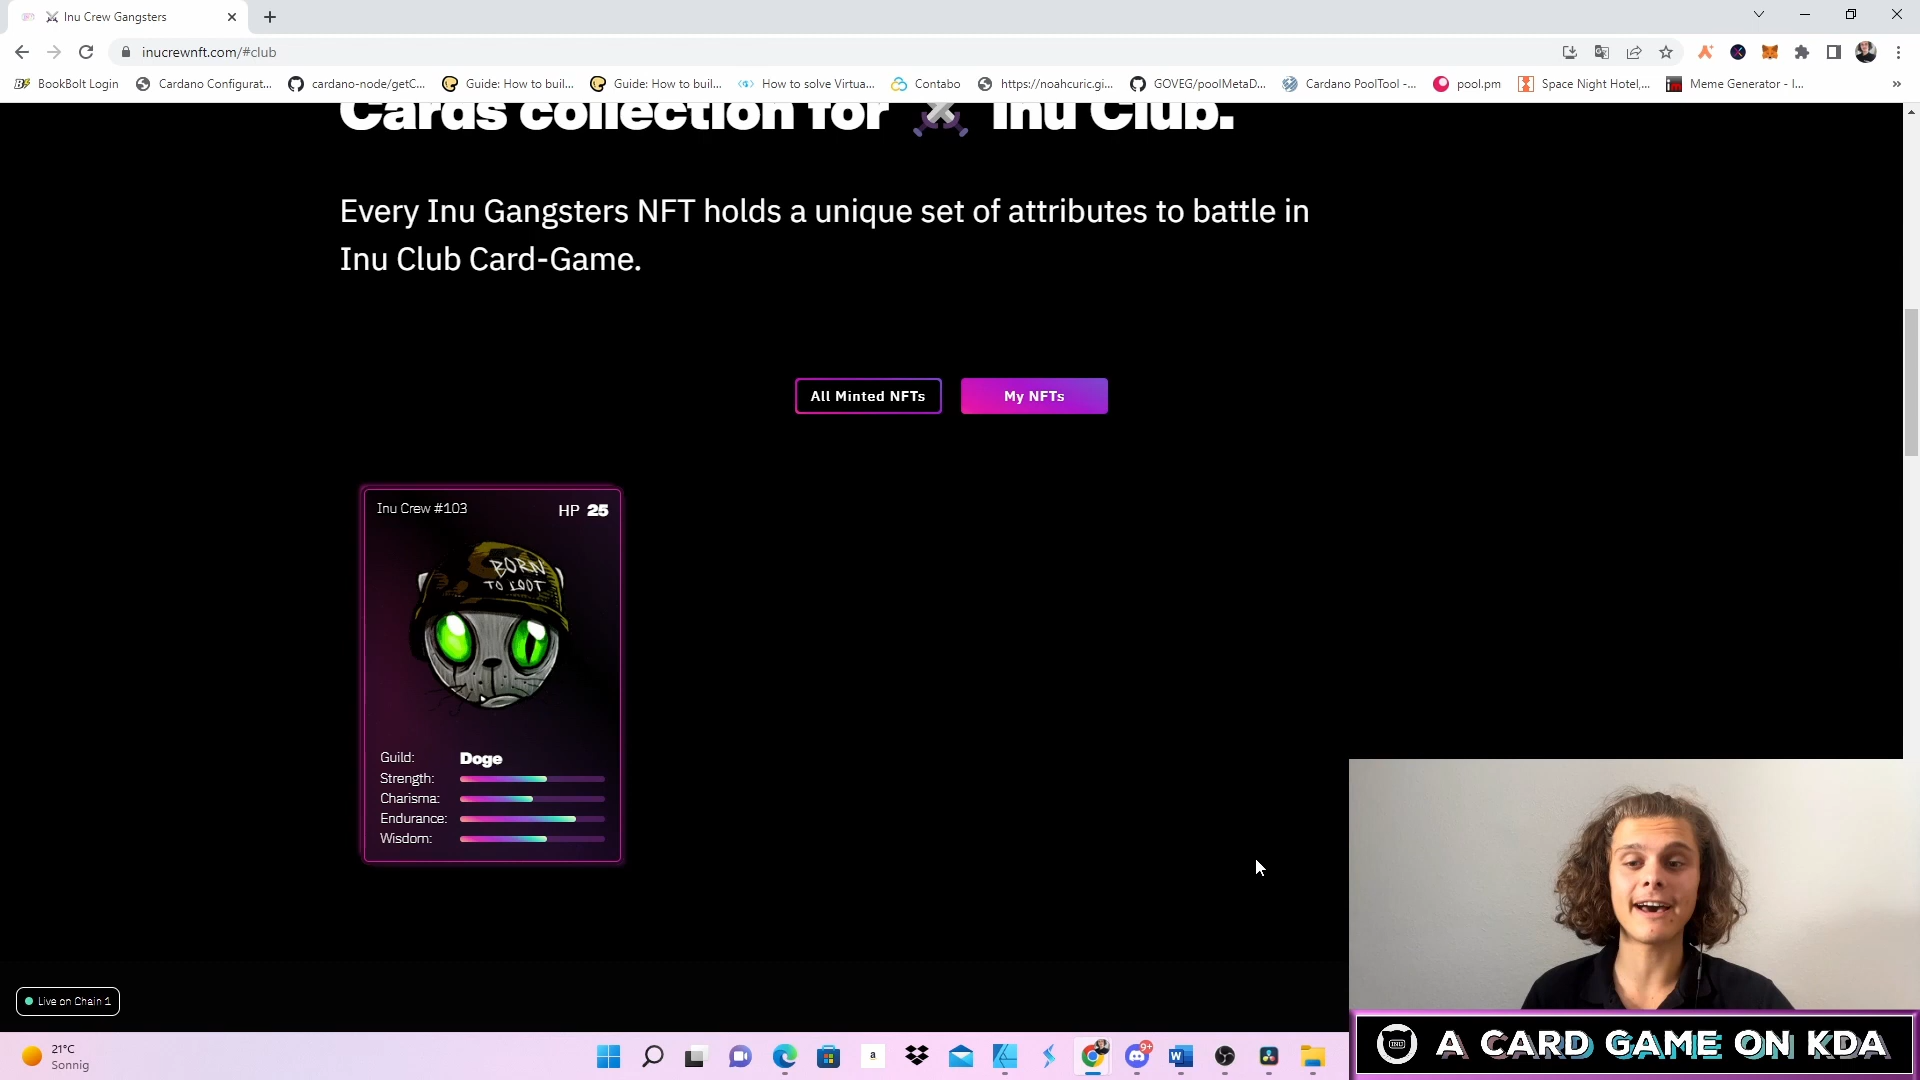 Inu Crew Gangsters
inucrewnft.com/#club
BookBolt Login
Cardano Configurat...
cardano-node/getC...
Guide: How to buil...
Guide: How to buil...
How to solve Virtua...
Contabo
https://noahcuric.gi...
GOVEG/poolMetaD...
Cardano PoolTool -...
pool.pm
Space Night Hotel,...
Meme Generator - I...
»
Cards collection for ⚔ Inu Club.
Every Inu Gangsters NFT holds a unique set of attributes to battle in
Inu Club Card-Game.
All Minted NFTs
My NFTs
Inu Crew #103
HP 25
BORN
TO LOOT
Guild: Doge
Strength:
Charisma:
Endurance:
Wisdom:
Live on Chain 1
INU
A CARD GAME ON KDA
21°C
Sonnig
a
9+